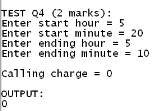 TEST Q4 (2 marks):
Enter start hour = 5
Enter start minute = 20
Enter ending hour = 5
Enter ending minute = 10
Calling charge = 0
OUTPUT:
0